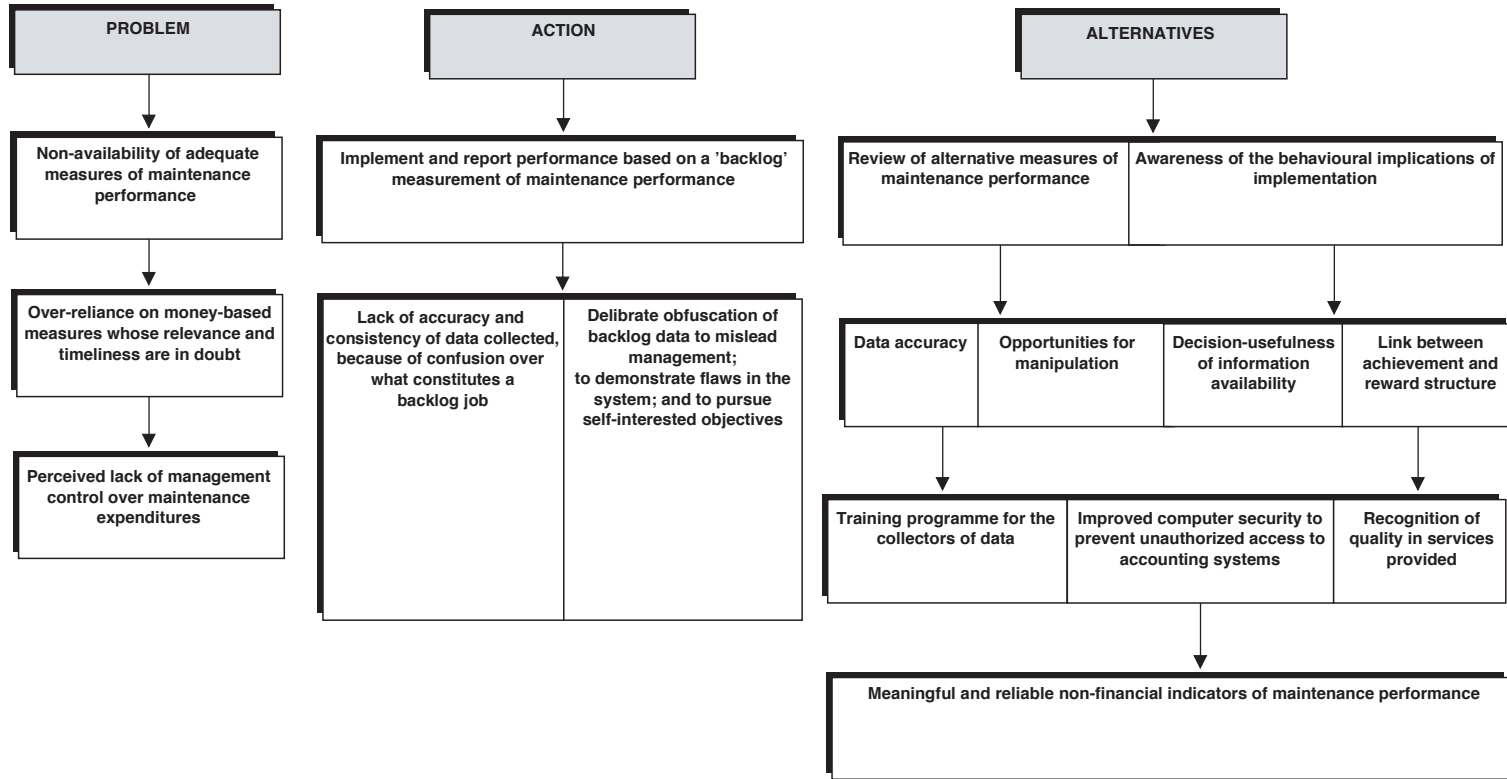 PROBLEM
Non-availability of adequate
measures of maintenance
performance
Over-reliance on money-based
measures whose relevance and
timeliness are in doubt
Perceived lack of management
control over maintenance
expenditures
ACTION
Implement and report performance based on a 'backlog'
measurement of maintenance performance
Lack of accuracy and
consistency of data collected,
because of confusion over
what constitutes a
backlog job
Delibrate obfuscation of
backlog data to mislead
management;
to demonstrate flaws in the
system; and to pursue
self-interested objectives
ALTERNATIVES
Review of alternative measures of
maintenance performance
Awareness of the behavioural implications of
implementation
Data accuracy
Opportunities for
manipulation
Decision-usefulness
of information
availability
Link between
achievement and
reward structure
Training programme for the
collectors of data
Improved computer security to
prevent unauthorized access to
accounting systems
Recognition of
quality in services
provided
Meaningful and reliable non-financial indicators of maintenance performance